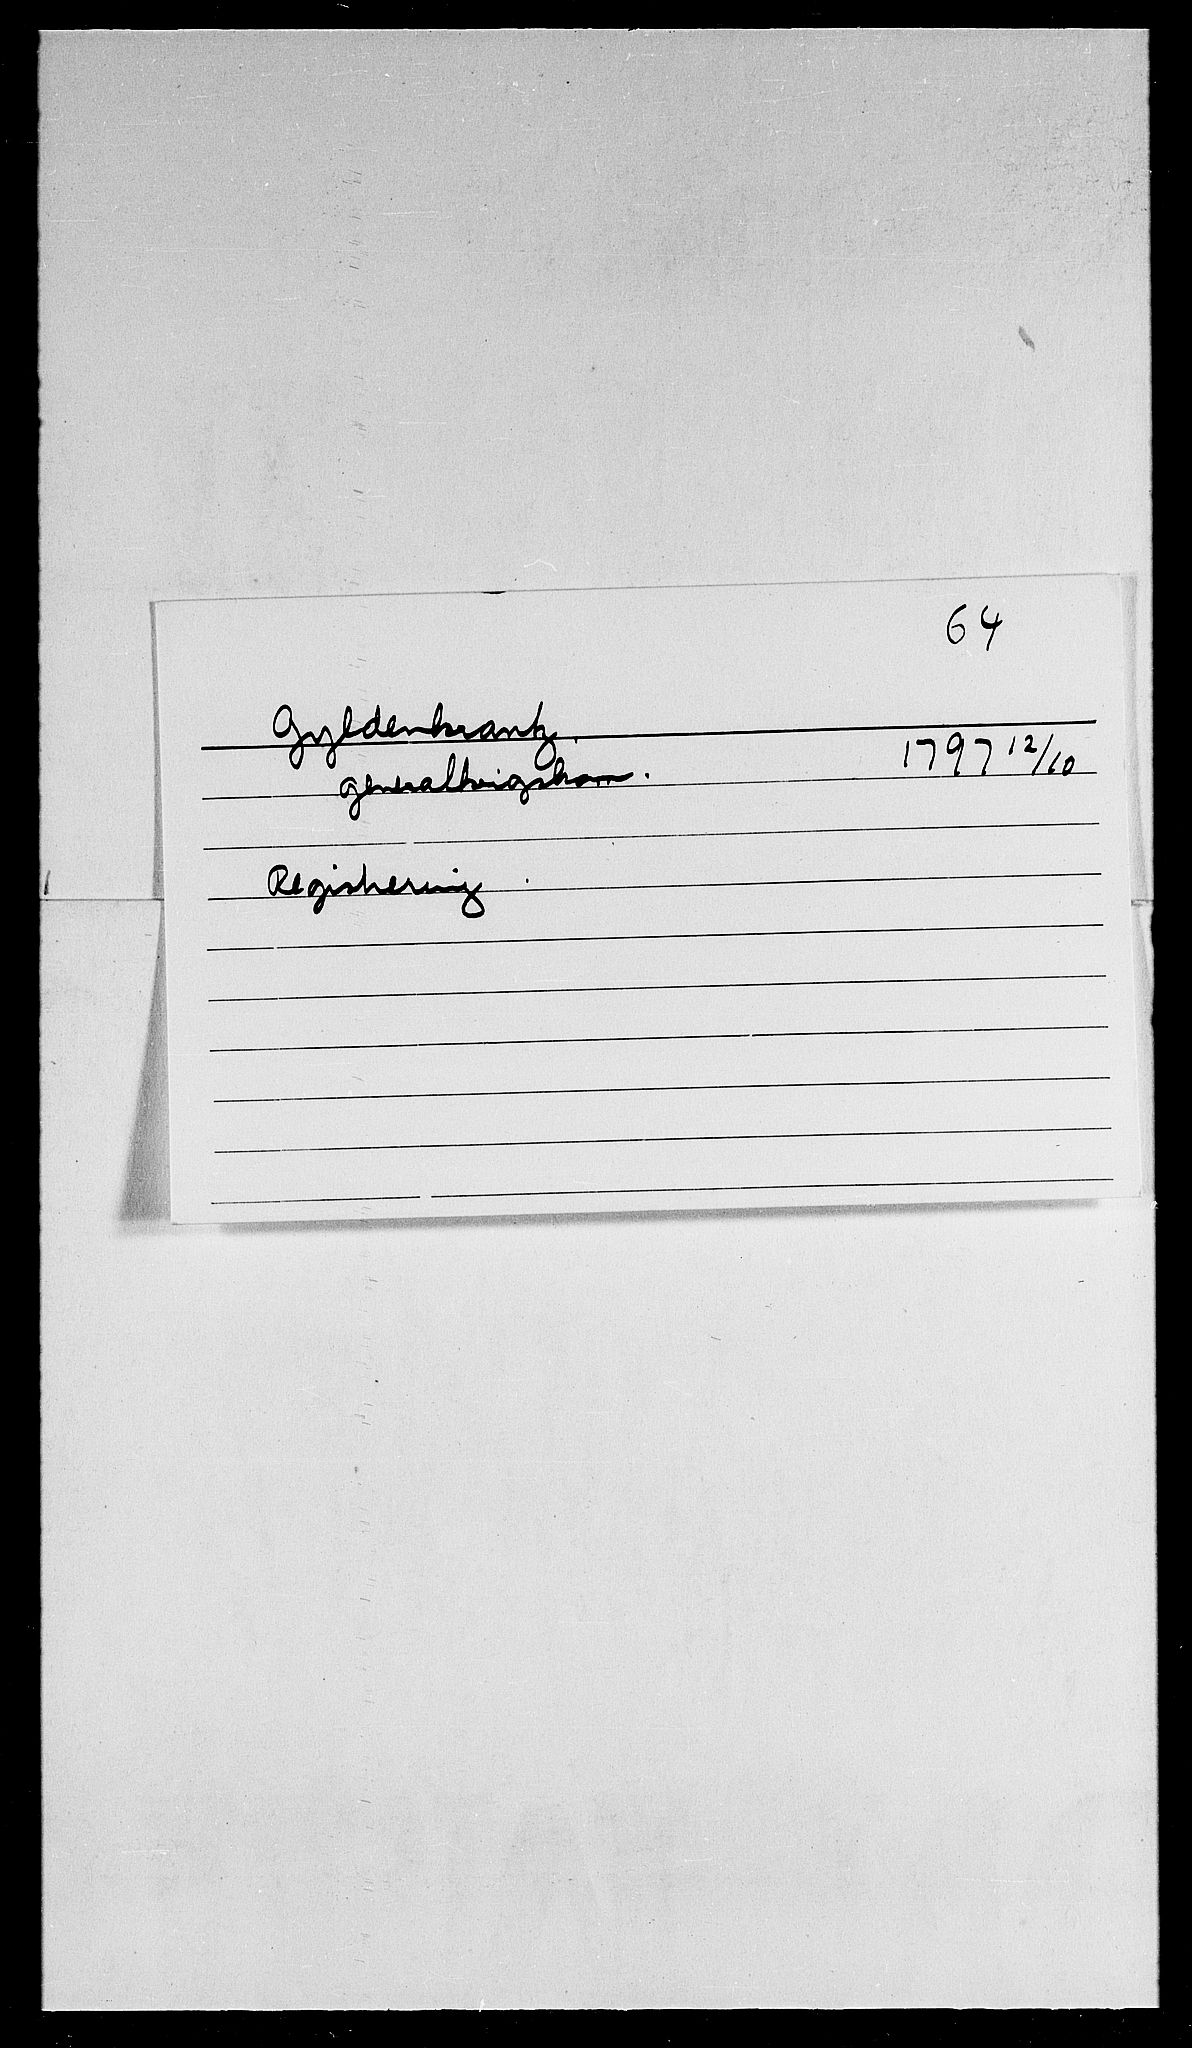 64
Gyldenkrantz.
generalkrigskom. 1797 12/10
Registrering